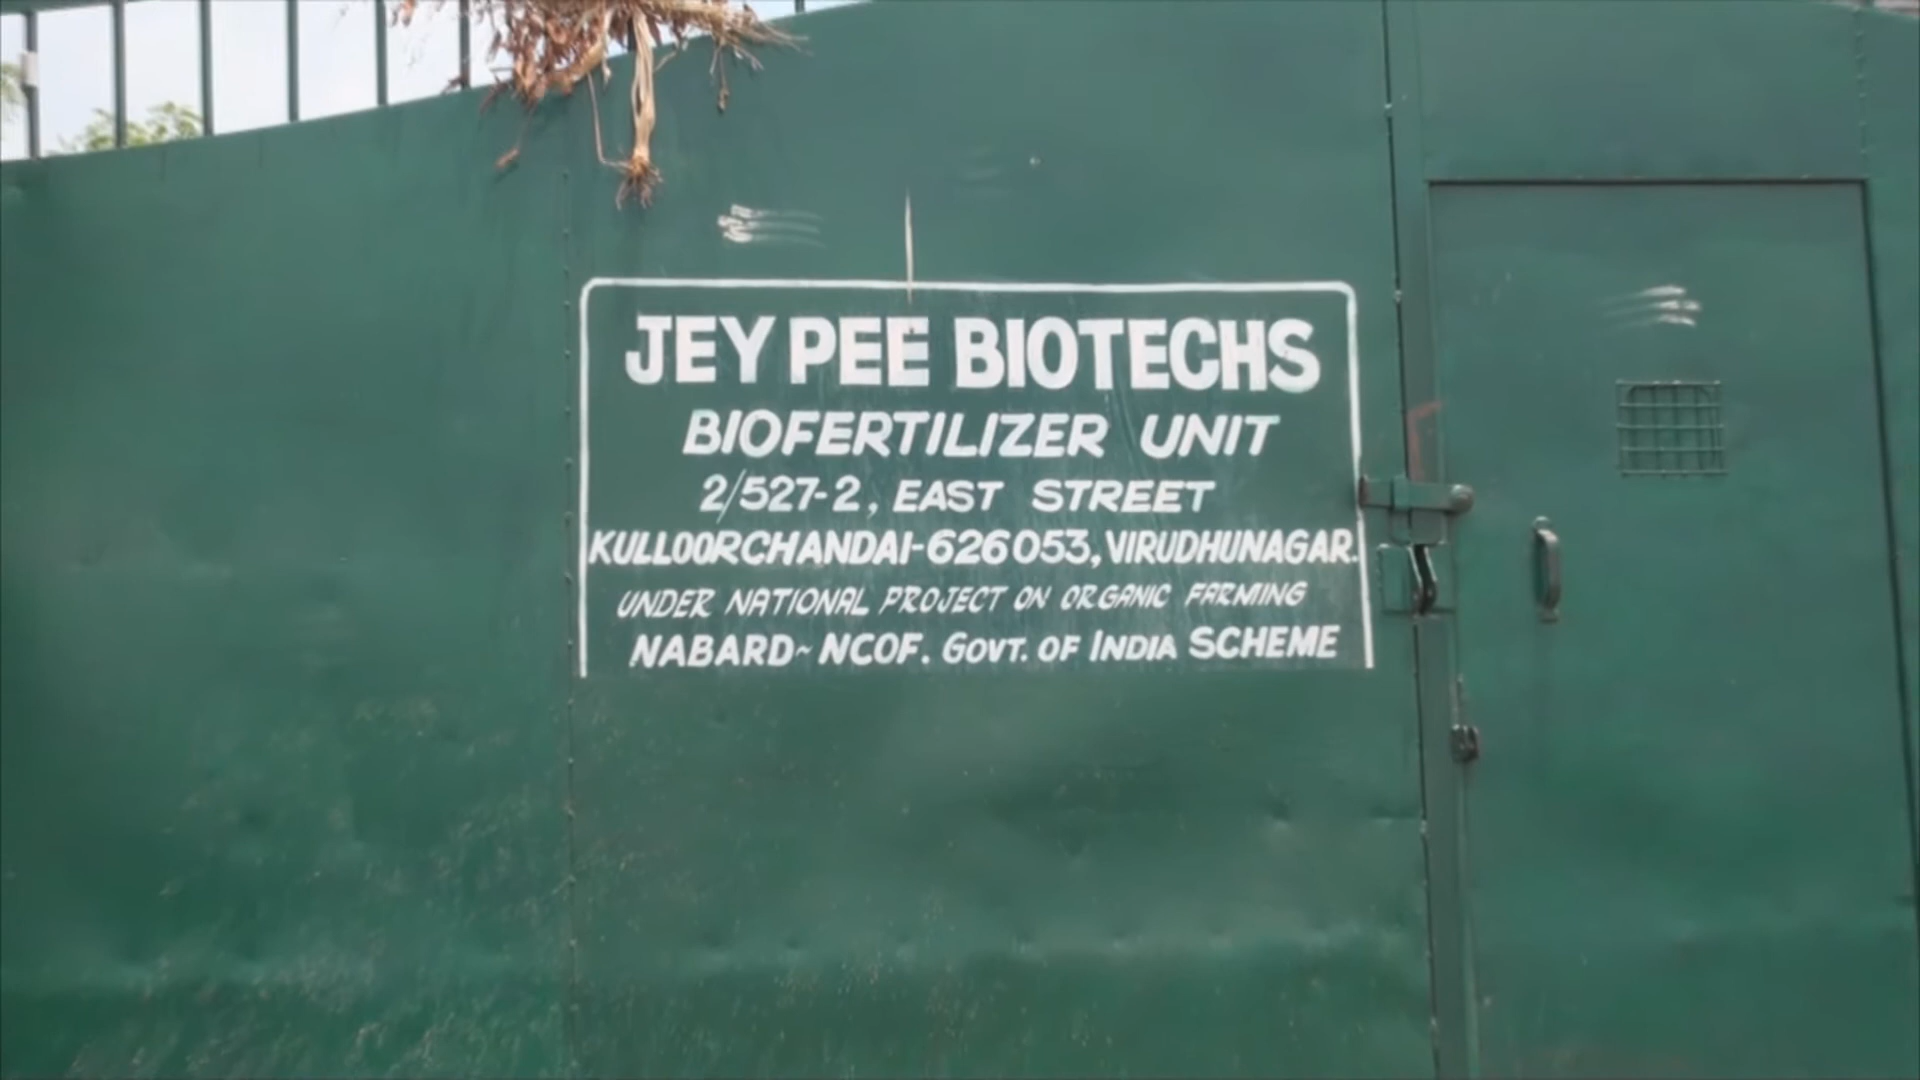 JEY PEE BIOTECHS
BIOFERTILIZER UNIT
2/527-2, EAST STREET
KULLOORCHANDAI-626053, VIRUDHUNAGAR.
UNDER NATIONAL PROJECT ON ORGANIC FARMING
NABARD~NCOF. GOVT. OF INDIA SCHEME